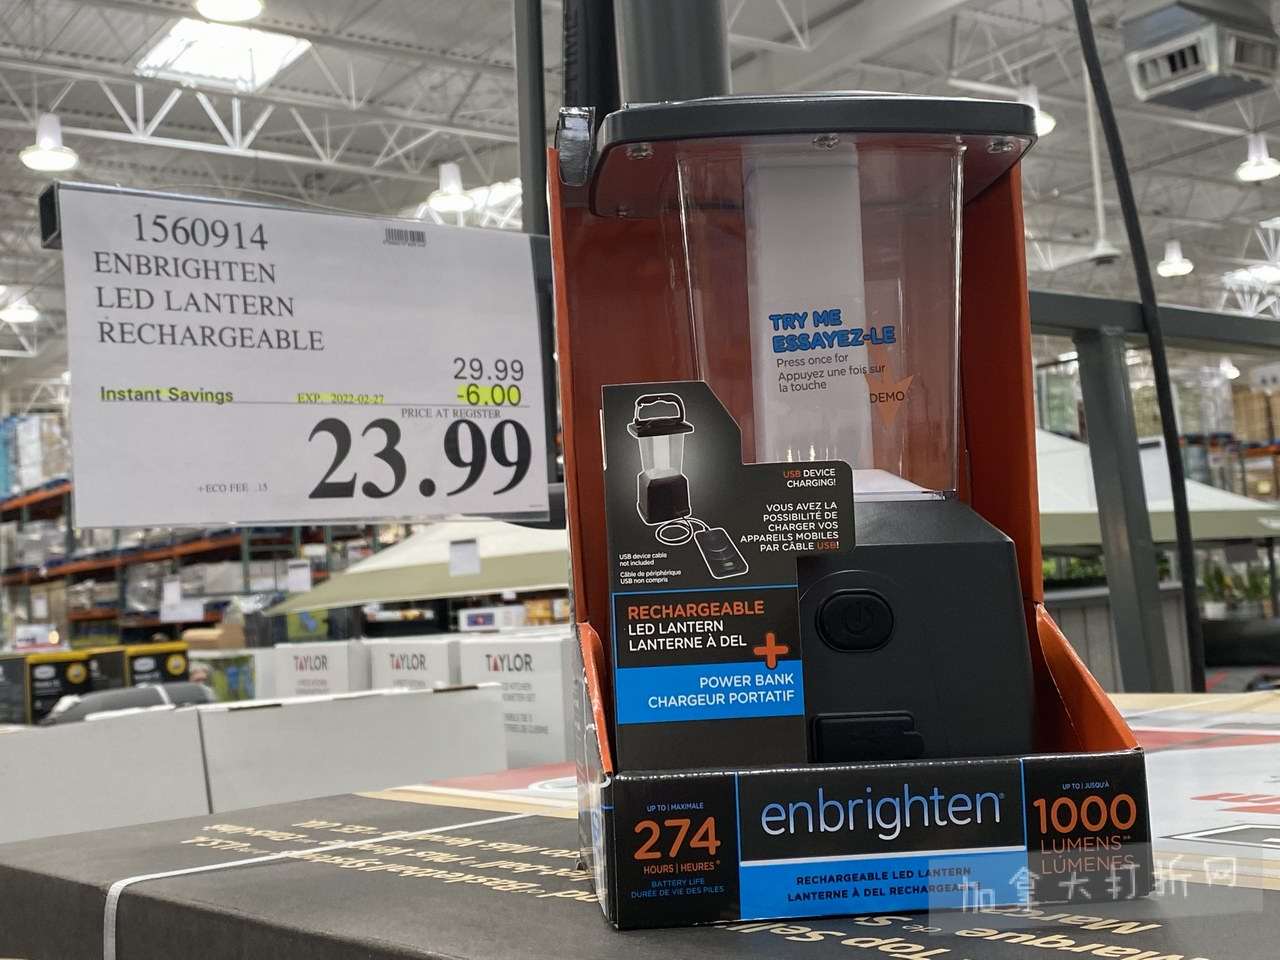 1560914
ENBRIGHTEN
LED LANTERN
RECHARGEABLE
29.99
Instant Savings EXP. 2022-02-27 -6.00
PRICE AT REGISTER
23.99
+ECO FEE .15
TRY ME
ESSAYEZ-LE
Press once for
Appuyez une fois sur
la touche
DEMO
USB DEVICE
CHARGING!
VOUS AVEZ LA
POSSIBILITÉ DE
CHARGER VOS
APPAREILS MOBILES
PAR CÂBLE USB!
USB device cable
not included
Câble de périphérique
USB non compris
RECHARGEABLE
LED LANTERN
LANTERNE À DEL
+
POWER BANK
CHARGEUR PORTATIF
UP TO | MAXIMALE
274
HOURS | HEURES*
BATTERY LIFE
DURÉE DE VIE DES PILES
enbrighten
RECHARGEABLE LED LANTERN
LANTERNE À DEL RECHARGEABLE
UP TO | JUSQU'À
1000
LUMENS**
LÚMENES
TAYLOR
TAYLOR
TAYLOR
加拿大打折网